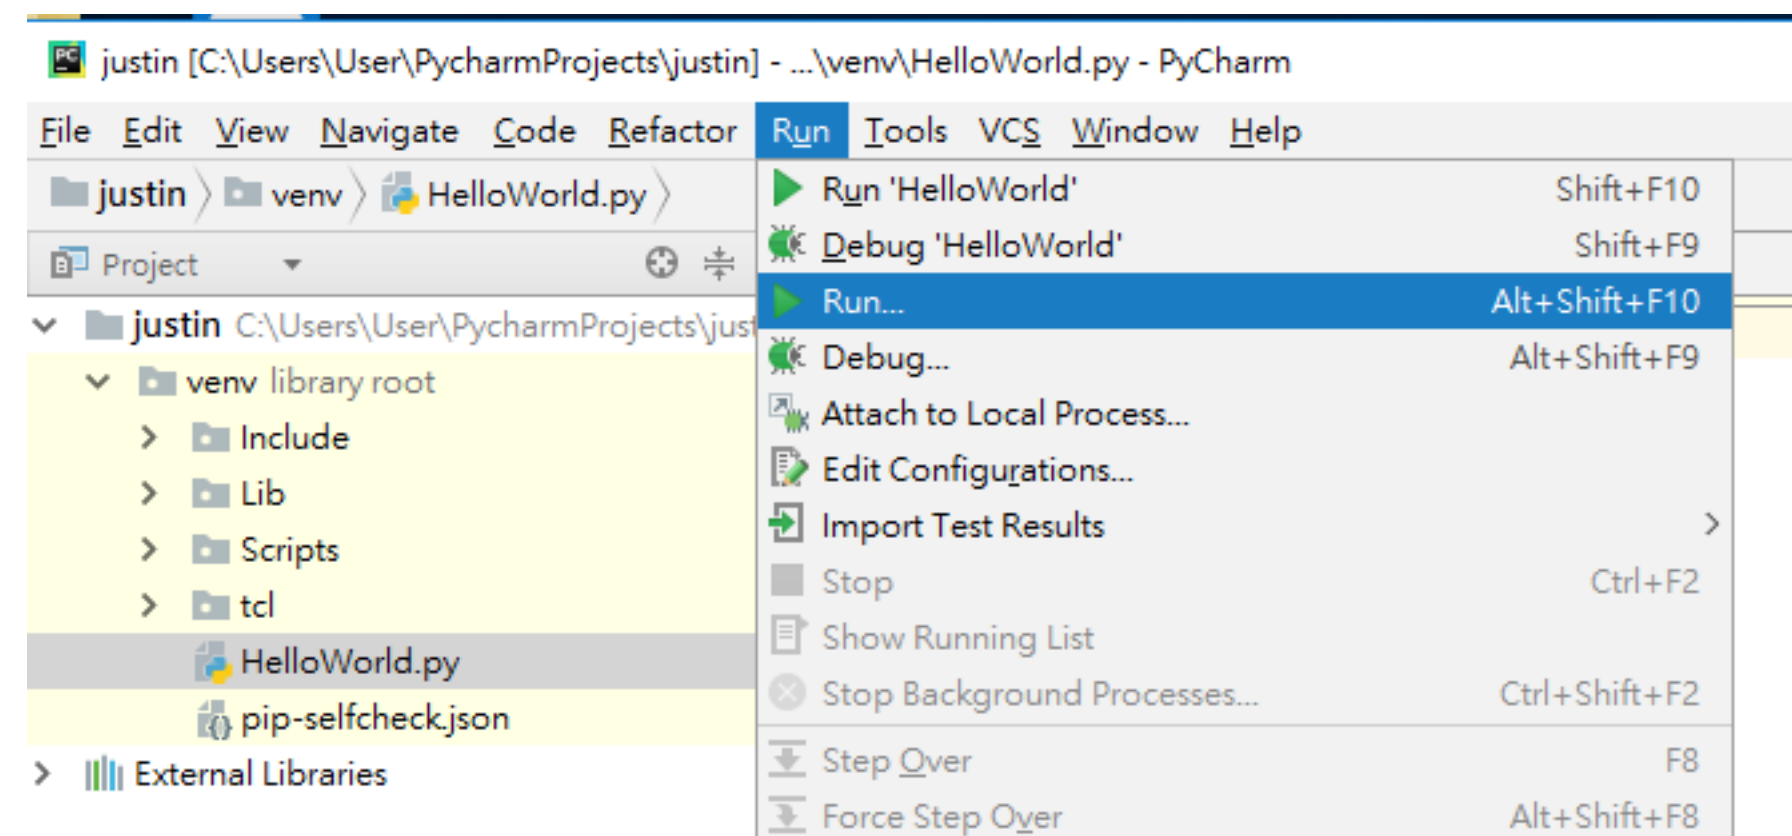 justin [C:\Users\User\PycharmProjects\justin] - ...\venv\HelloWorld.py - PyCharm
File Edit View Navigate Code Refactor Run Tools VCS Window Help
justin venv HelloWorld.py
Project
justin C:\Users\User\PycharmProjects\just
venv library root
Include
Lib
Scripts
tcl
HelloWorld.py
pip-selfcheck.json
External Libraries
Run 'HelloWorld' Shift+F10
Debug 'HelloWorld' Shift+F9
Run... Alt+Shift+F10
Debug... Alt+Shift+F9
Attach to Local Process...
Edit Configurations...
Import Test Results
Stop Ctrl+F2
Show Running List
Stop Background Processes... Ctrl+Shift+F2
Step Over F8
Force Step Over Alt+Shift+F8